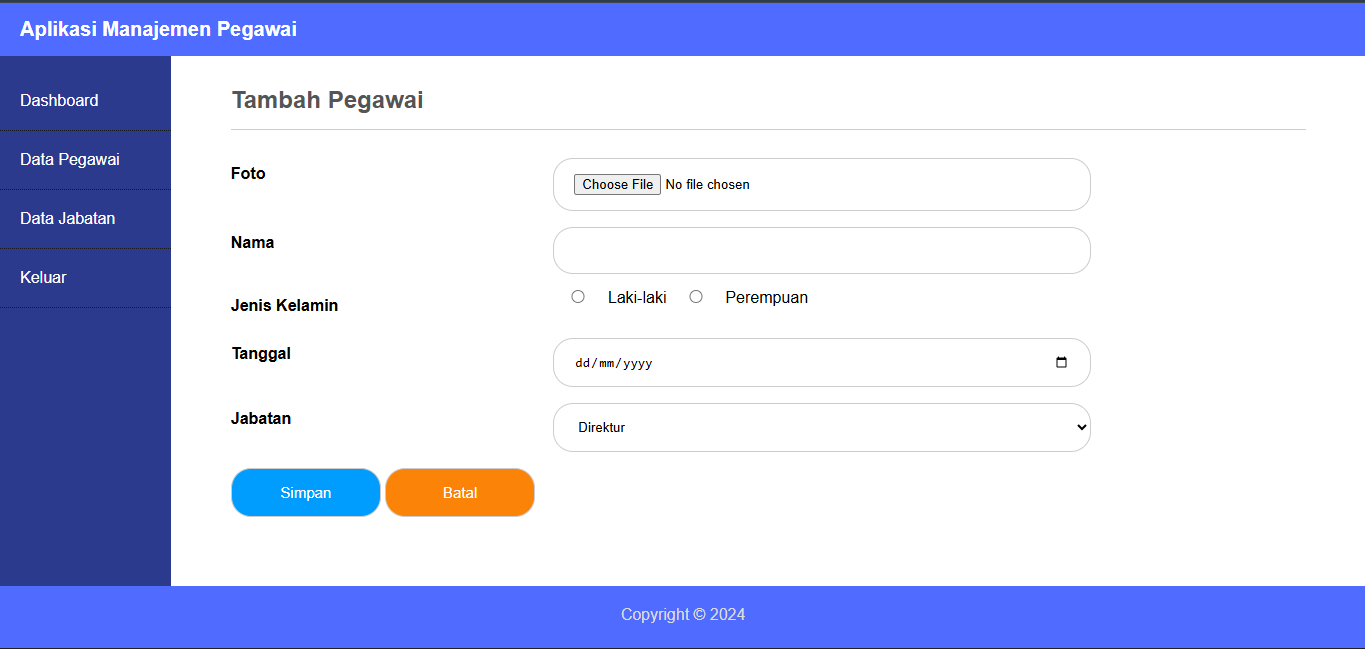 Aplikasi Manajemen Pegawai
Dashboard
Data Pegawai
Data Jabatan
Keluar
Tambah Pegawai
Foto
Choose File No file chosen
Nama
Jenis Kelamin
Laki-laki Perempuan
Tanggal
dd/mm/yyyy
Jabatan
Direktur
Simpan Batal
Copyright © 2024